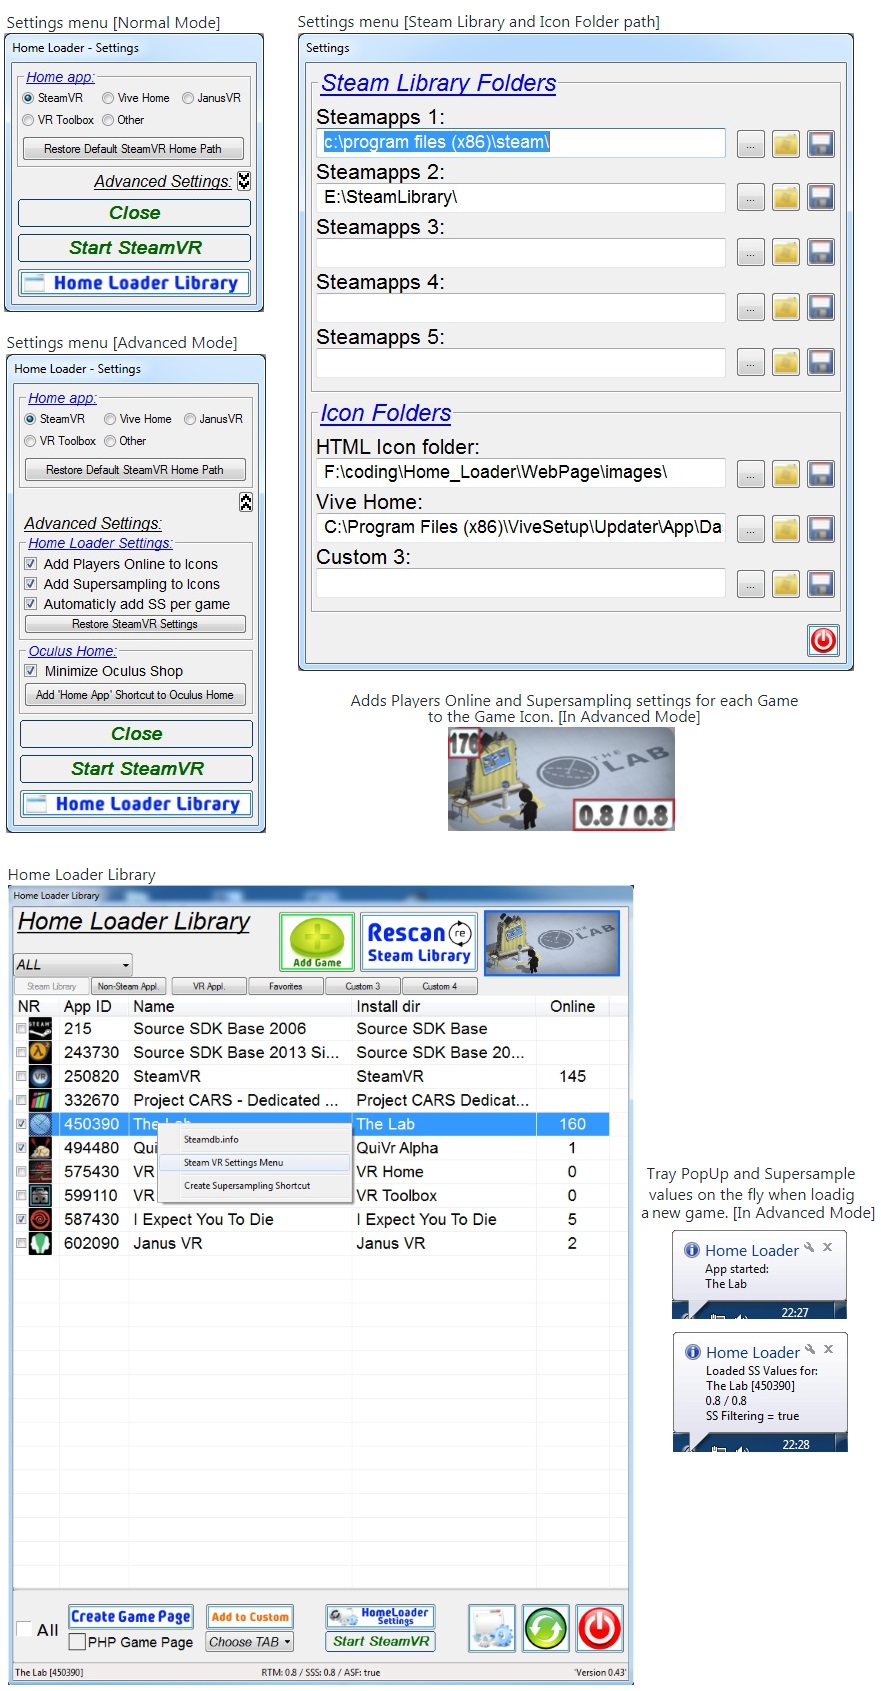 Settings menu [Normal Mode]
Home Loader - Settings
Home app:
SteamVR Vive Home JanusVR
VR Toolbox Other
Restore Default SteamVR Home Path
Advanced Settings:
Close
Start SteamVR
Home Loader Library
Settings menu [Steam Library and Icon Folder path]
Settings
Steam Library Folders
Steamapps 1:
c:\program files (x86)\steam\
...
Steamapps 2:
E:\SteamLibrary\
...
Steamapps 3:
...
Steamapps 4:
...
Steamapps 5:
...
Icon Folders
HTML Icon folder:
F:\coding\Home_Loader\WebPage\images\
...
Vive Home:
C:\Program Files (x86)\ViveSetup\Updater\App\Da
...
Custom 3:
...
Settings menu [Advanced Mode]
Home Loader - Settings
Home app:
SteamVR Vive Home JanusVR
VR Toolbox Other
Restore Default SteamVR Home Path
Advanced Settings:
Home Loader Settings:
Add Players Online to Icons
Add Supersampling to Icons
Automaticly add SS per game
Restore SteamVR Settings
Oculus Home:
Minimize Oculus Shop
Add 'Home App' Shortcut to Oculus Home
Close
Start SteamVR
Home Loader Library
Adds Players Online and Supersampling settings for each Game
to the Game Icon. [In Advanced Mode]
170
THE LAB
0.8 / 0.8
Home Loader Library
Home Loader Library
Home Loader Library
Add Game
Rescan re
Steam Library
THE LAB
ALL
Steam Library Non-Steam Appl. VR Appl. Favorites Custom 3 Custom 4
NR App ID Name Install dir Online
STEAM 215 Source SDK Base 2006 Source SDK Base
243730 Source SDK Base 2013 Si... Source SDK Base 20...
VR 250820 SteamVR SteamVR 145
332670 Project CARS - Dedicated ... Project CARS Dedicat...
450390 The Lab The Lab 160
494480 Qui QuiVr Alpha 1
575430 VR VR Home 0
599110 VR VR Toolbox 0
587430 I Expect You To Die I Expect You To Die 5
602090 Janus VR Janus VR 2
Steamdb.info
Steam VR Settings Menu
Create Supersampling Shortcut
Tray PopUp and Supersample
values on the fly when loadig
a new game. [In Advanced Mode]
Home Loader
App started:
The Lab
22:27
Home Loader
Loaded SS Values for:
The Lab [450390]
0.8 / 0.8
SS Filtering = true
22:28
All
Create Game Page
PHP Game Page
Add to Custom
Choose TAB
HomeLoader
Settings
Start SteamVR
The Lab [450390] RTM: 0.8 / SSS: 0.8 / ASF: true 'Version 0.43'